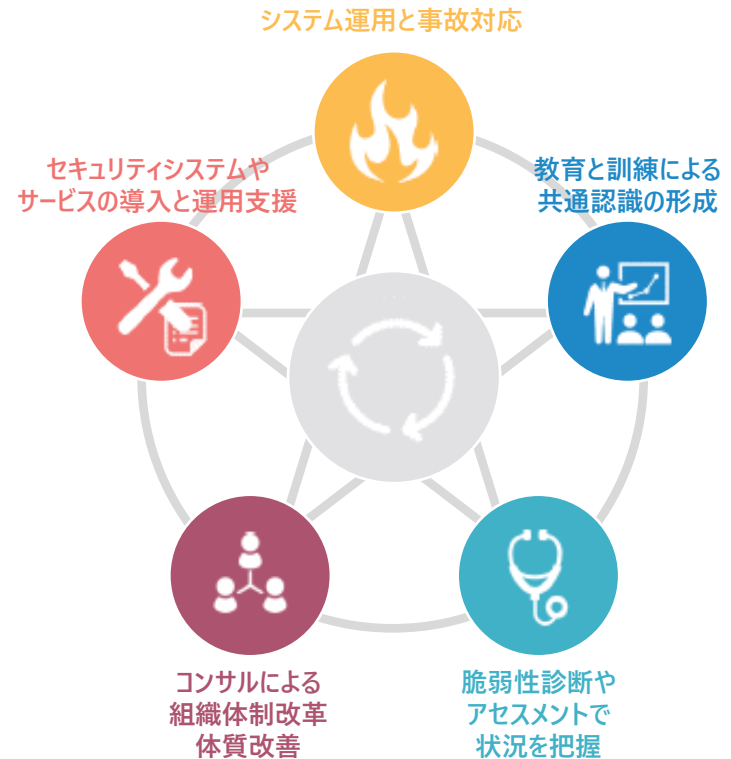 システム運用と事故対応
セキュリティシステムや
サービスの導入と運用支援
教育と訓練による
共通認識の形成
コンサルによる
組織体制改革
体質改善
脆弱性診断や
アセスメントで
状況を把握